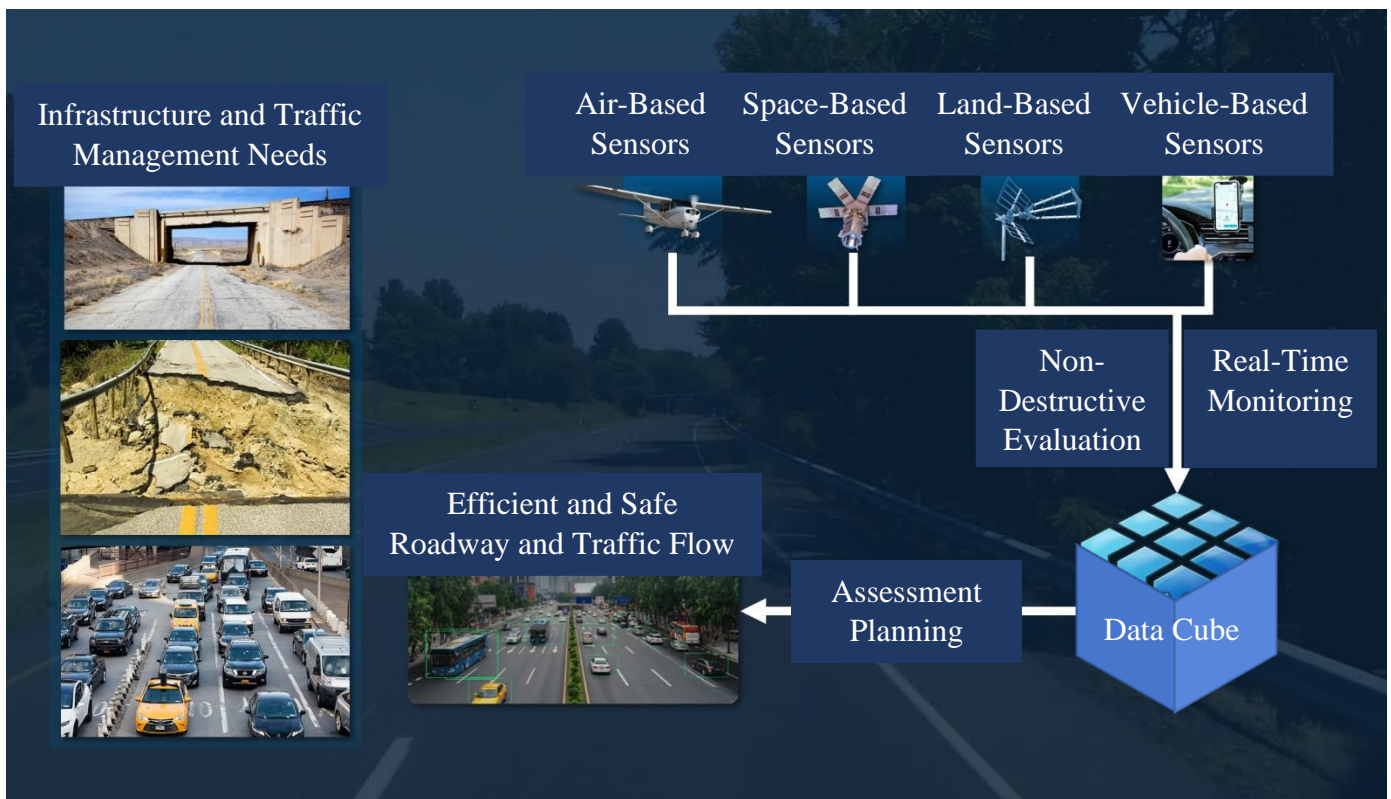 Infrastructure and Traffic
Management Needs
Air-Based
Sensors
Space-Based
Sensors
Land-Based
Sensors
Vehicle-Based
Sensors
Non-
Destructive
Evaluation
Real-Time
Monitoring
Efficient and Safe
Roadway and Traffic Flow
Assessment
Planning
Data Cube